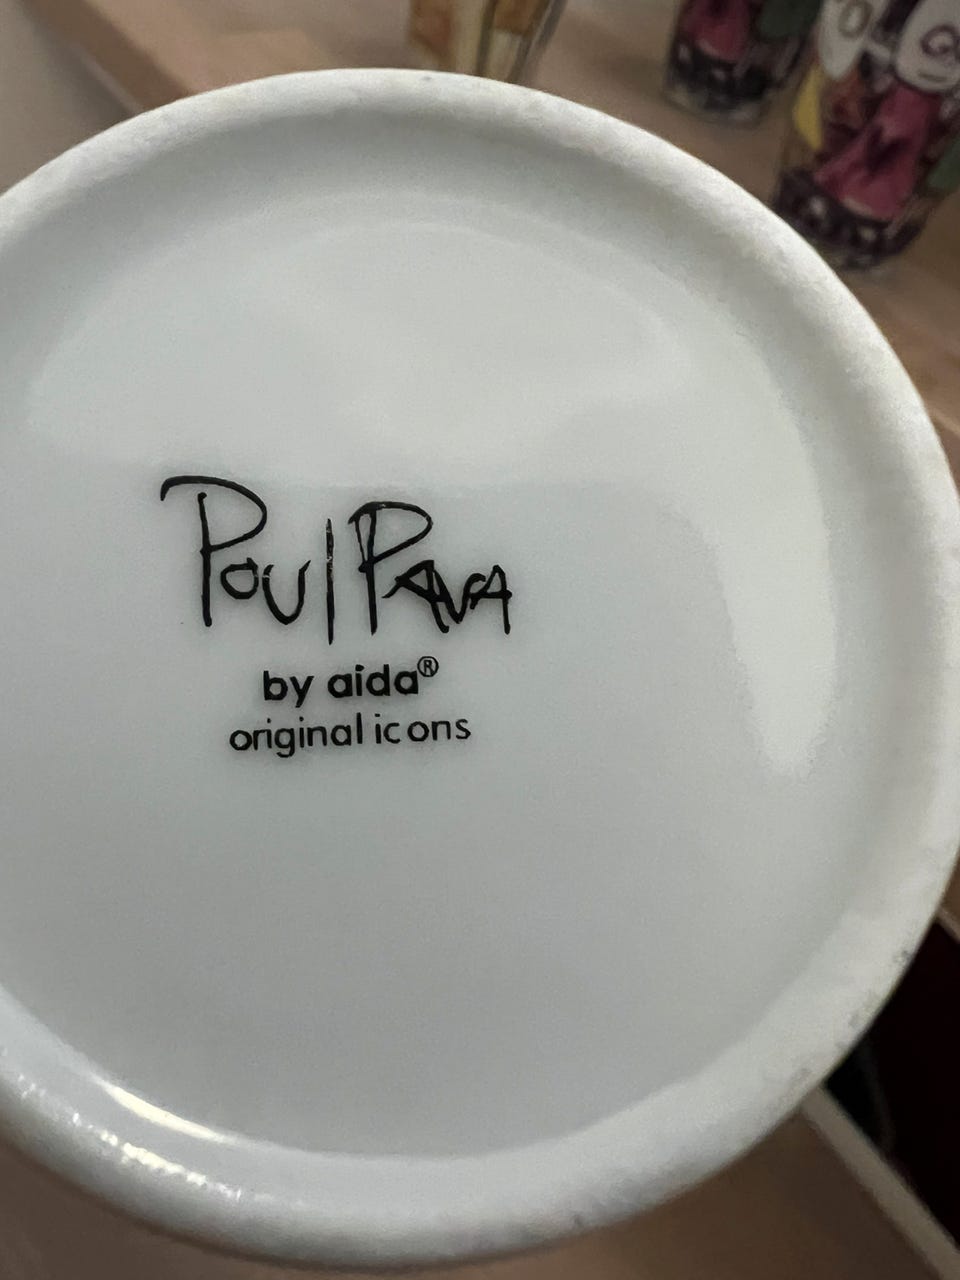 Poul Pava
by aida®
original icons